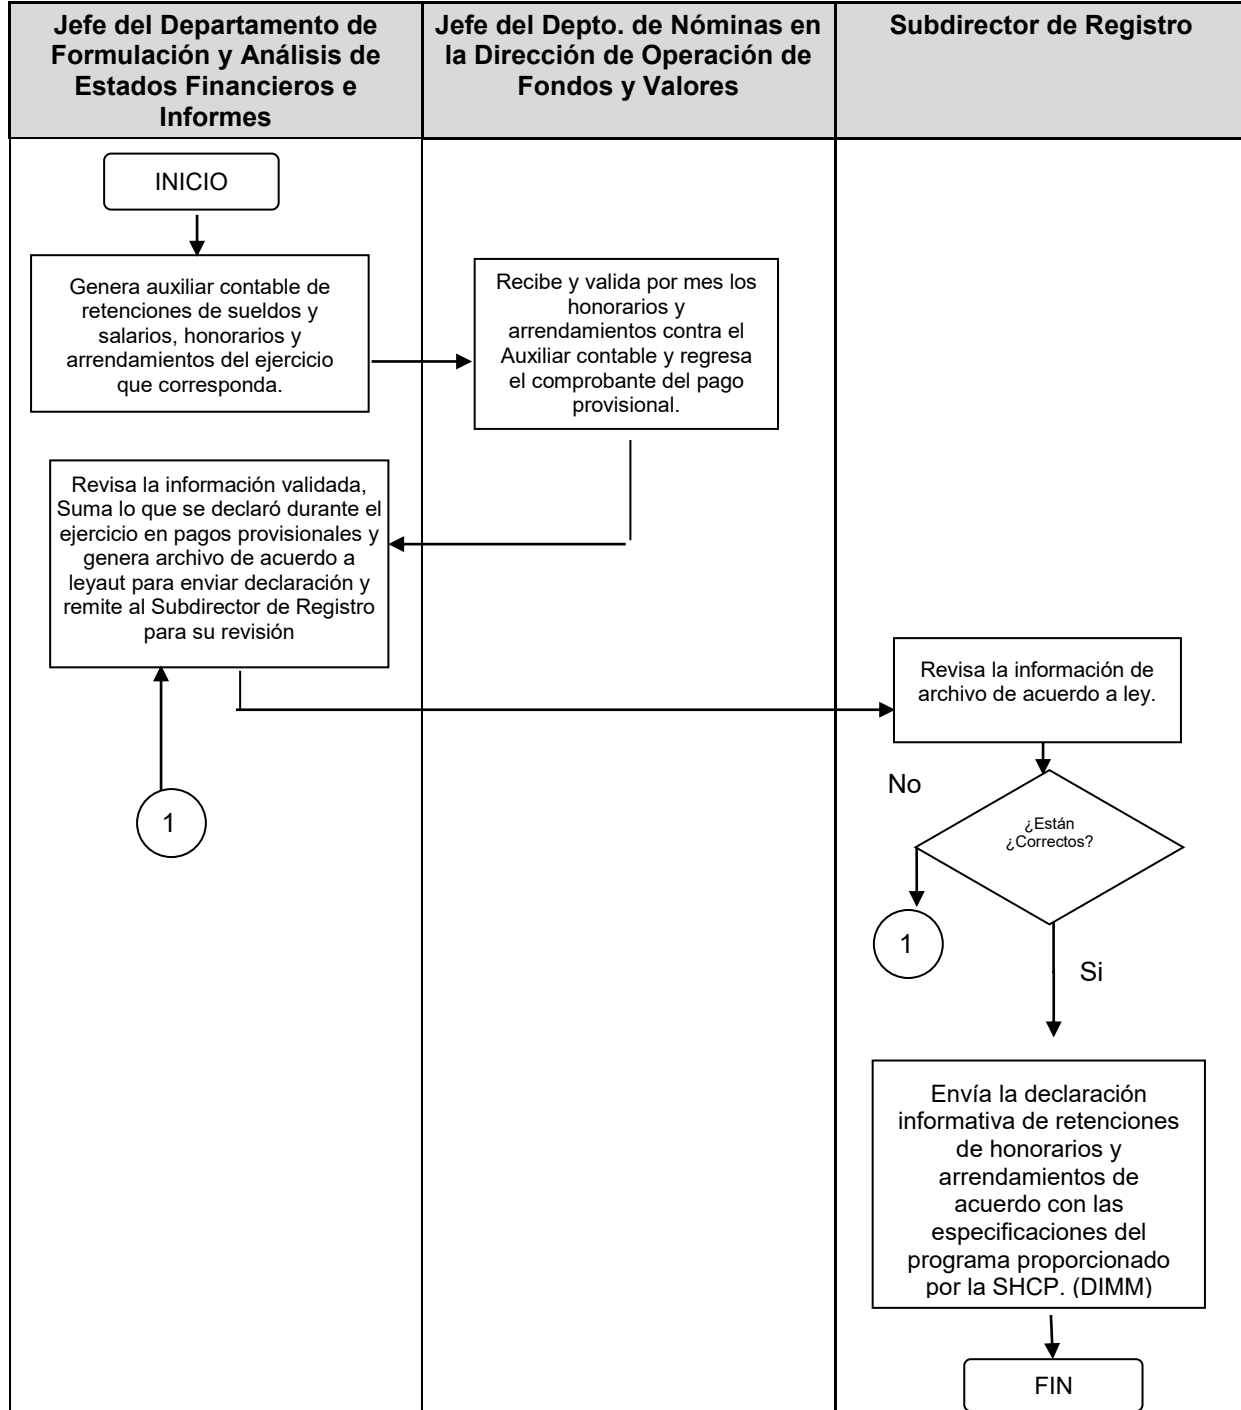 Jefe del Departamento de
Formulación y Análisis de
Estados Financieros e
Informes
Jefe del Depto. de Nóminas en
la Dirección de Operación de
Fondos y Valores
Subdirector de Registro
INICIO
Genera auxiliar contable de
retenciones de sueldos y
salarios, honorarios y
arrendamientos del ejercicio
que corresponda.
Recibe y valida por mes los
honorarios y
arrendamientos contra el
Auxiliar contable y regresa
el comprobante del pago
provisional.
Revisa la información validada,
Suma lo que se declaró durante el
ejercicio en pagos provisionales y
genera archivo de acuerdo a
leyaut para enviar declaración y
remite al Subdirector de Registro
para su revisión
Revisa la información de
archivo de acuerdo a ley.
No
¿Están
¿Correctos?
1
1
Si
Envía la declaración
informativa de retenciones
de honorarios y
arrendamientos de
acuerdo con las
especificaciones del
programa proporcionado
por la SHCP. (DIMM)
FIN